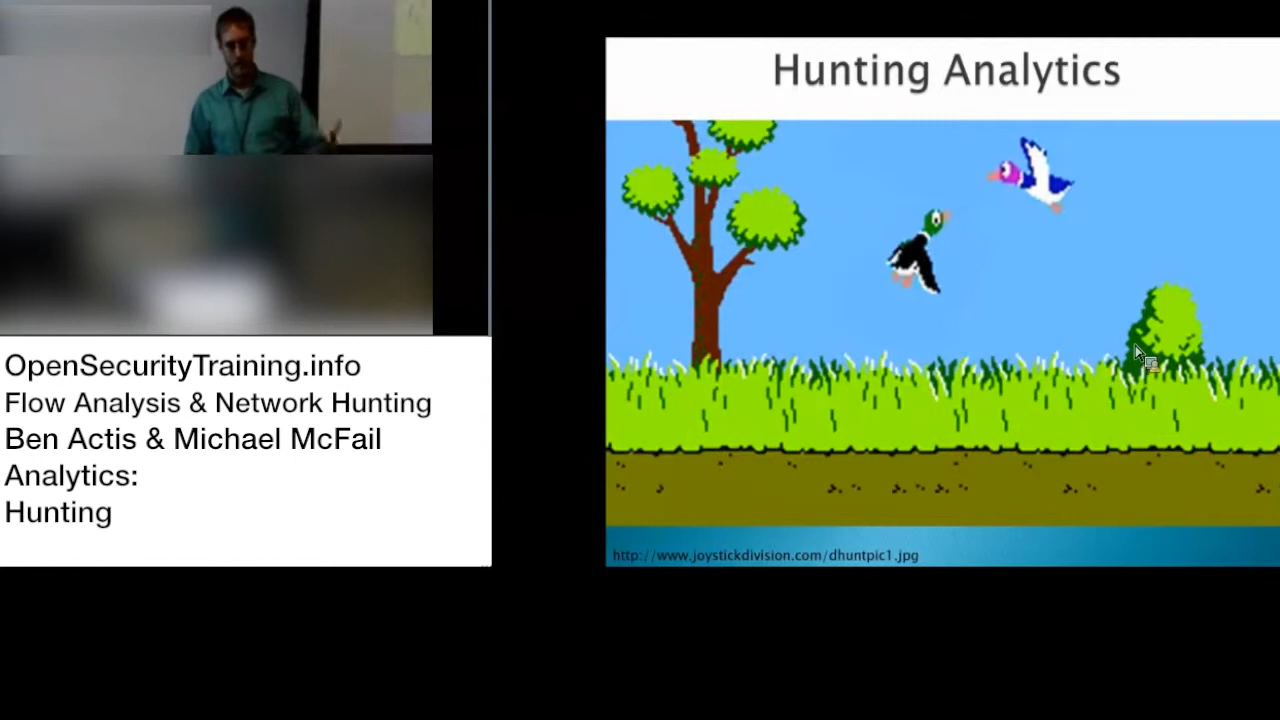 Hunting Analytics
OpenSecurityTraining.info
Flow Analysis & Network Hunting
Ben Actis & Michael McFail
Analytics:
Hunting
http://www.joystickdivision.com/dhuntpic1.jpg